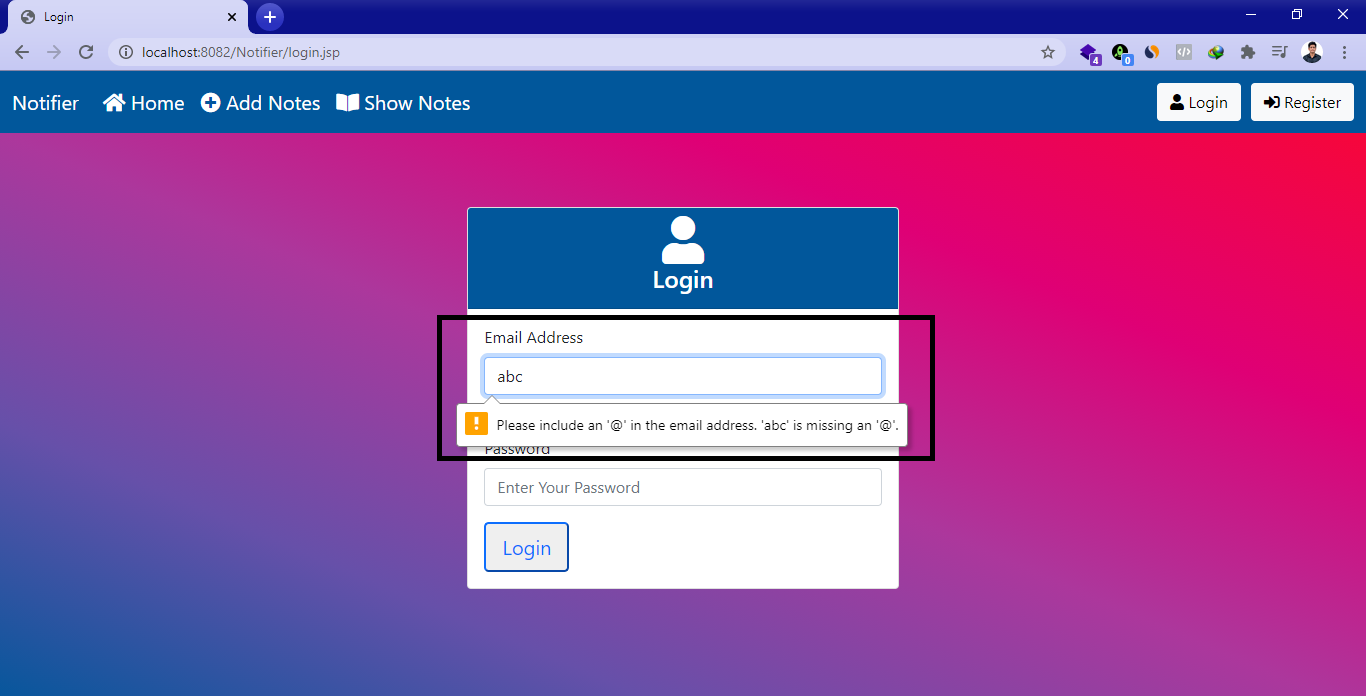 Login
localhost:8082/Notifier/login.jsp
4
0
Notifier Home Add Notes Show Notes Login Register
Login
Email Address
abc
Please include an '@' in the email address. 'abc' is missing an '@'.
Password
Enter Your Password
Login